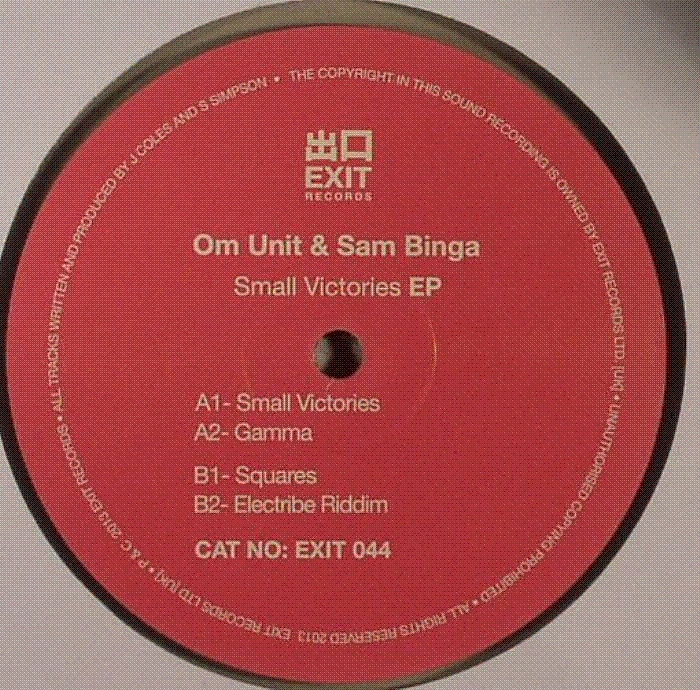 出口
EXIT
RECORDS
Om Unit & Sam Binga
Small Victories EP
A1- Small Victories
A2- Gamma
B1- Squares
B2- Electribe Riddim
CAT NO: EXIT 044
• ALL TRACKS WRITTEN AND PRODUCED BY J COLES AND S SIMPSON • THE COPYRIGHT IN THIS SOUND RECORDING IS OWNED BY EXIT RECORDS LTD. [UK] • UNAUTHORISED COPYING PROHIBITED • ALL RIGHTS RESERVED 2013 EXIT RECORDS LTD [UK] • P & C 2013 EXIT RECORDS